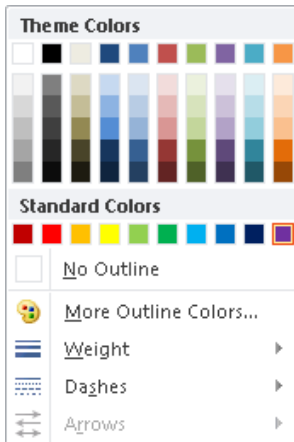 Theme Colors
Standard Colors
No Outline
More Outline Colors...
Weight
Dashes
Arrows